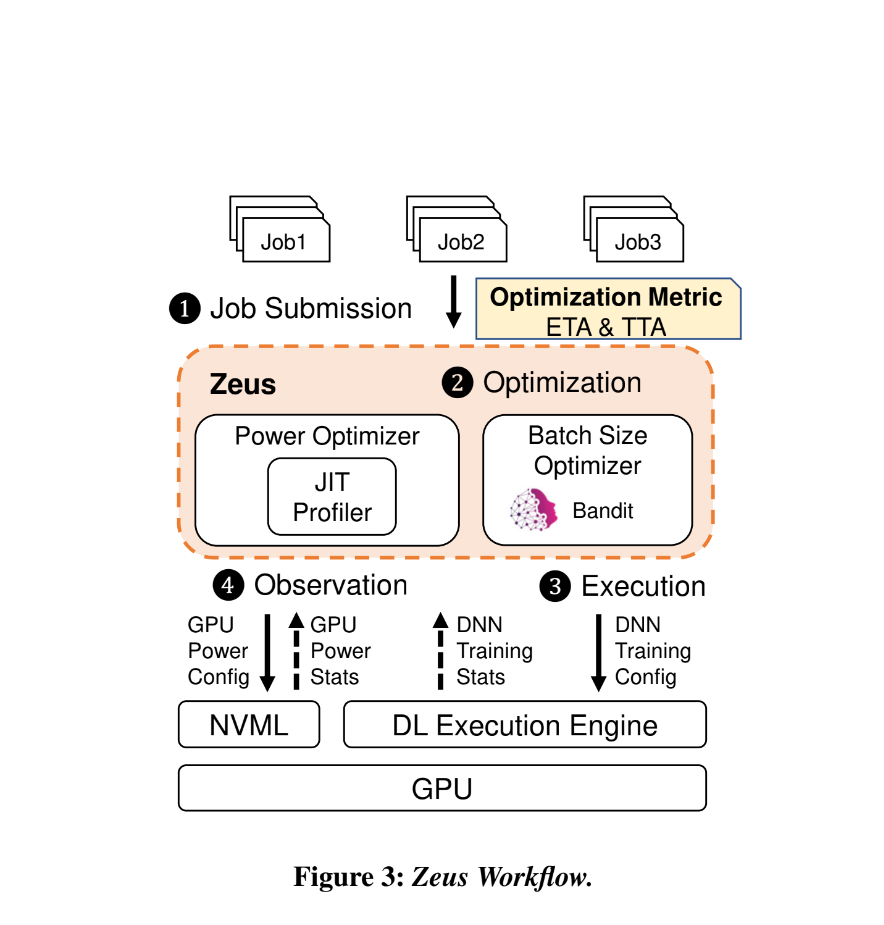 Job1
Job2
Job3
❶ Job Submission
Optimization Metric
ETA & TTA
Zeus
❷ Optimization
Power Optimizer
JIT
Profiler
Batch Size
Optimizer
Bandit
❹ Observation
❸ Execution
GPU
Power
Config
GPU
Power
Stats
DNN
Training
Stats
DNN
Training
Config
NVML
DL Execution Engine
GPU
Figure 3: Zeus Workflow.